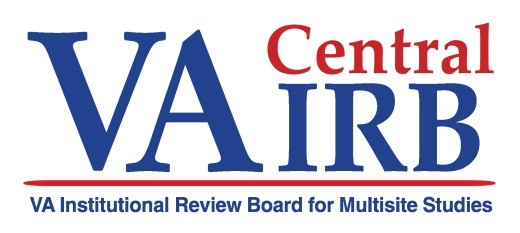 VA Central
IRB
VA Institutional Review Board for Multisite Studies